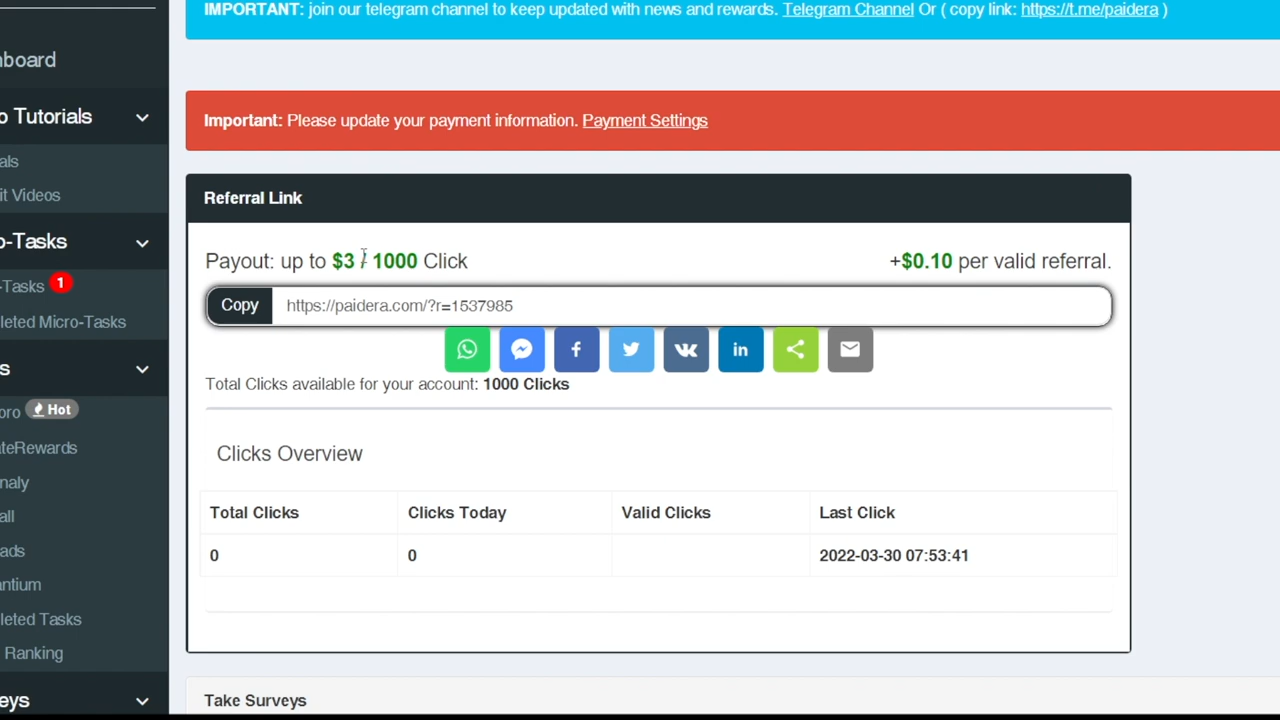 IMPORTANT: join our telegram channel to keep updated with news and rewards. Telegram Channel Or ( copy link: https://t.me/paidera )
nboard
Important: Please update your payment information. Payment Settings
o Tutorials
als
it Videos
Referral Link
o-Tasks
Payout: up to $3 / 1000 Click
+$0.10 per valid referral.
-Tasks 1
Copy https://paidera.com/?r=1537985
leted Micro-Tasks
in
s
Total Clicks available for your account: 1000 Clicks
oro Hot
ateRewards
Clicks Overview
naly
all
Total Clicks Clicks Today Valid Clicks Last Click
ads
0 0 2022-03-30 07:53:41
antium
leted Tasks
Ranking
eys
Take Surveys